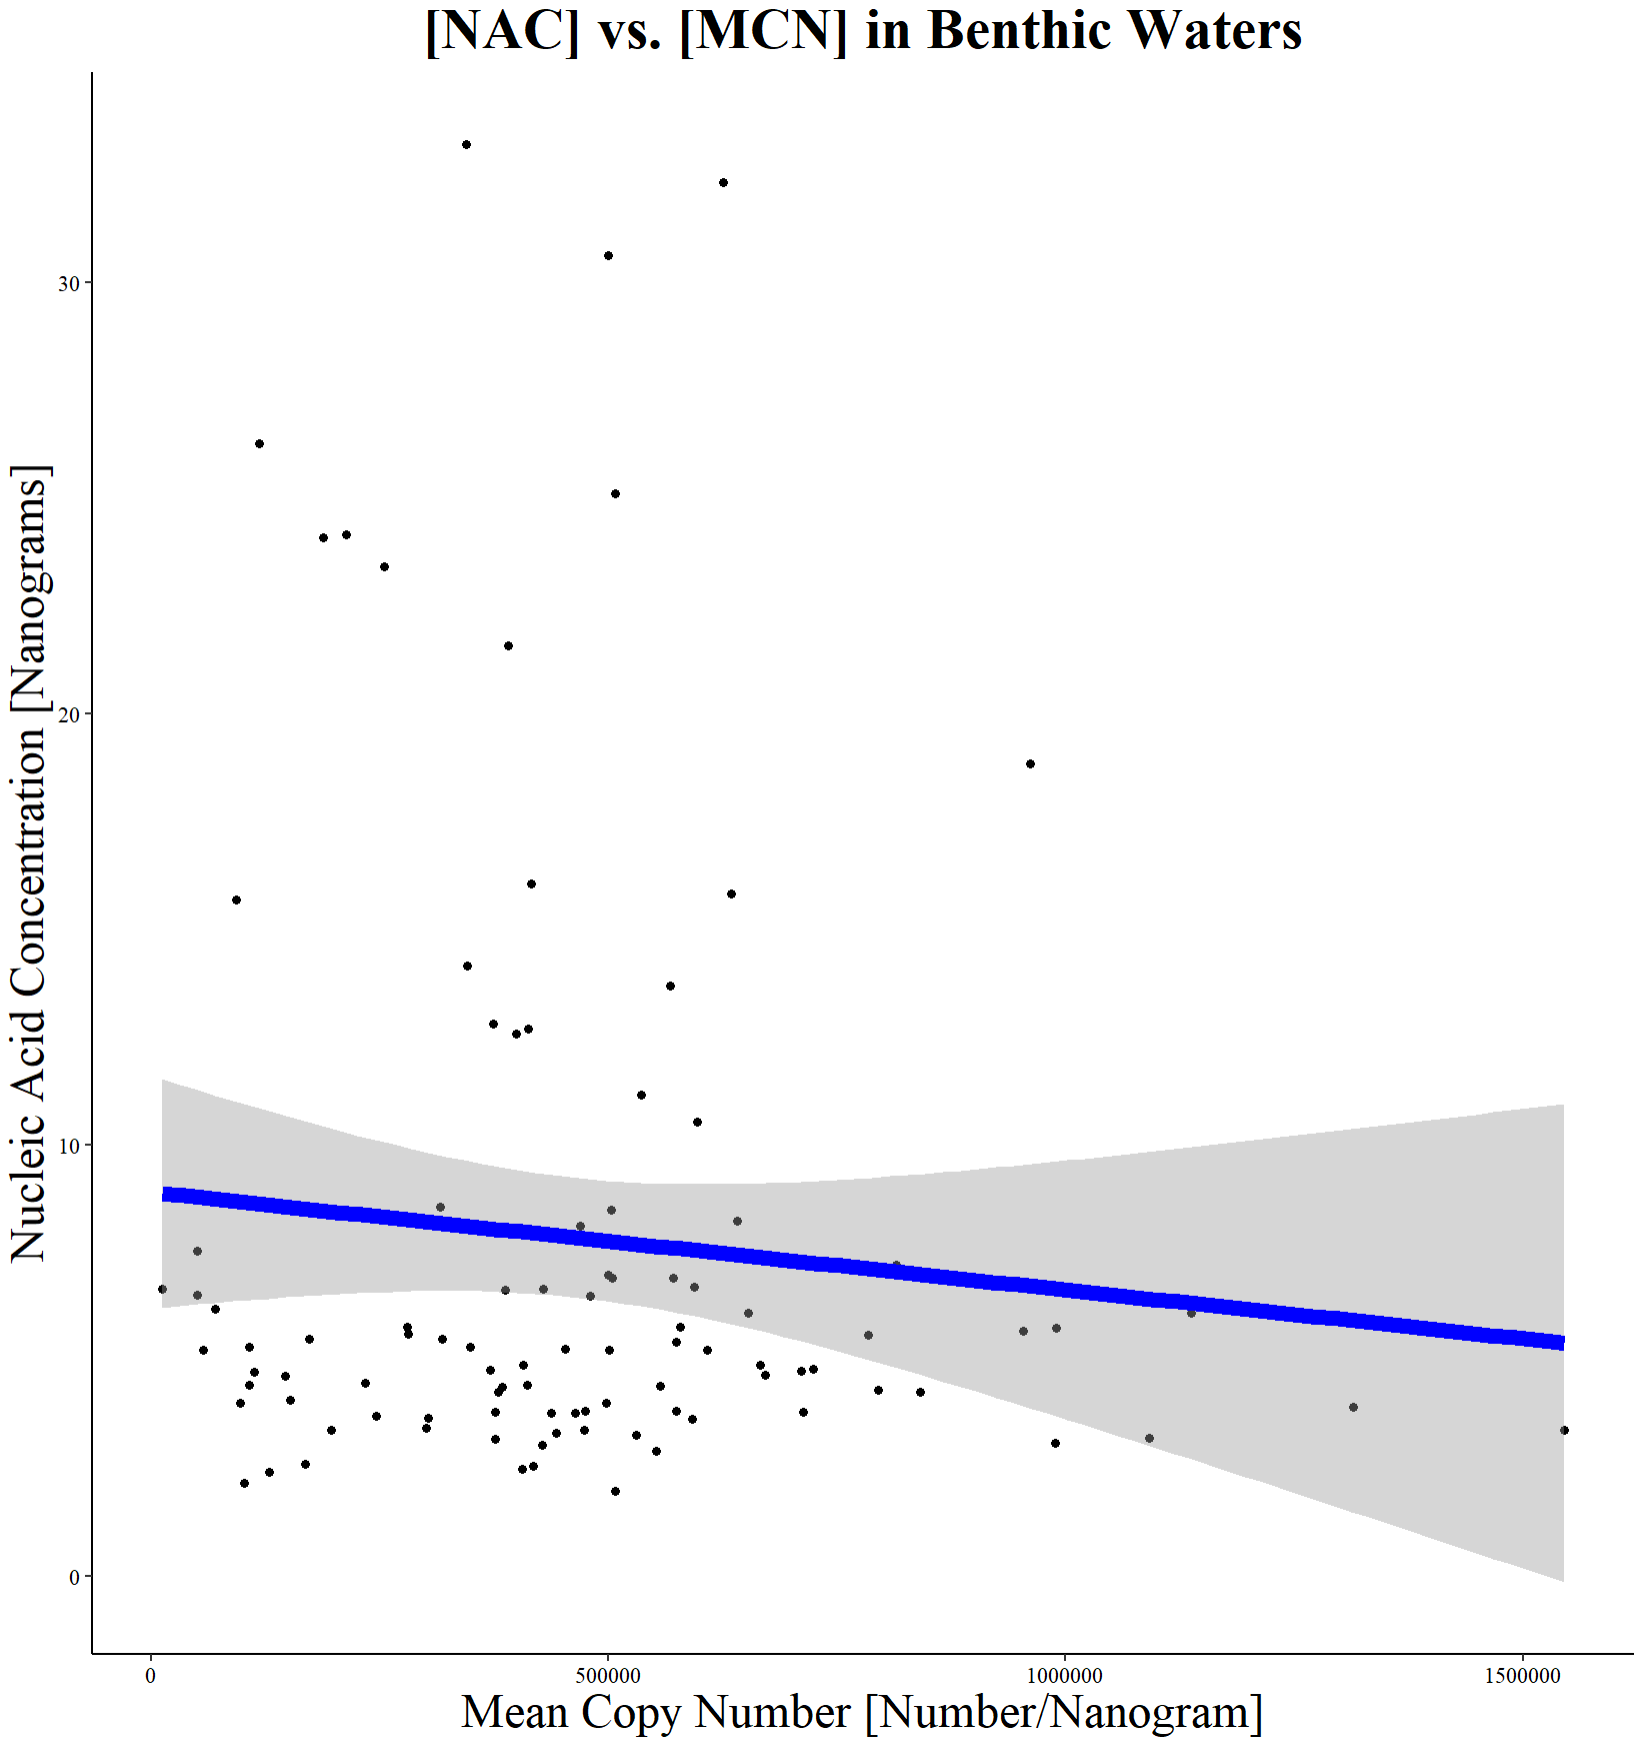 [NAC] vs. [MCN] in Benthic Waters
Nucleic Acid Concentration [Nanograms]
30
20
10
0
0 500000 1000000 1500000
Mean Copy Number [Number/Nanogram]